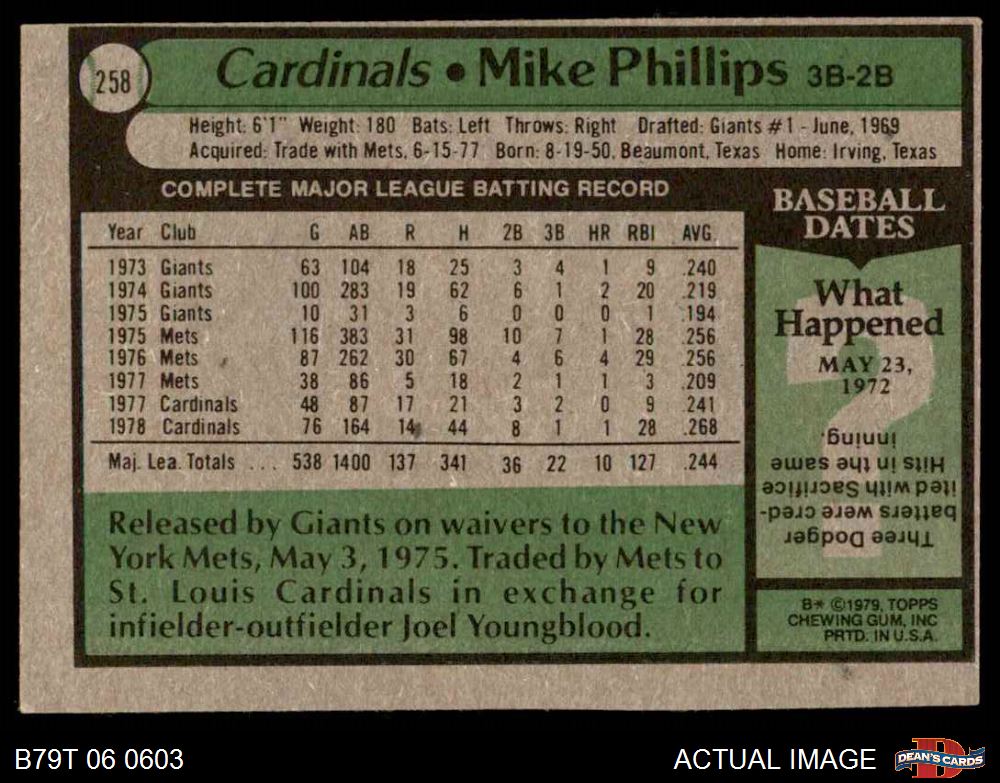 258
Cardinals • Mike Phillips 3B-2B
Height: 6'1" Weight: 180 Bats: Left Throws: Right Drafted: Giants #1 - June, 1969
Acquired: Trade with Mets, 6-15-77 Born: 8-19-50, Beaumont, Texas Home: Irving, Texas
COMPLETE MAJOR LEAGUE BATTING RECORD
Year Club G AB R H 2B 3B HR RBI AVG.
1973 Giants 63 104 18 25 3 4 1 9 .240
1974 Giants 100 283 19 62 6 1 2 20 .219
1975 Giants 10 31 3 6 0 0 0 1 .194
1975 Mets 116 383 31 98 10 7 1 28 .256
1976 Mets 87 262 30 67 4 6 4 29 .256
1977 Mets 38 86 5 18 2 1 1 3 .209
1977 Cardinals 48 87 17 21 3 2 0 9 .241
1978 Cardinals 76 164 14 44 8 1 1 28 .268
Maj. Lea. Totals ... 538 1400 137 341 36 22 10 127 .244
Released by Giants on waivers to the New
York Mets, May 3, 1975. Traded by Mets to
St. Louis Cardinals in exchange for
infielder-outfielder Joel Youngblood.
BASEBALL
DATES
What
Happened
?
MAY 23,
1972
Three Dodger
batters were cred-
ited with Sacrifice
Hits in the same
inning.
B* ©1979, TOPPS
CHEWING GUM, INC
PRTD. IN U.S.A.
B79T 06 0603
ACTUAL IMAGE
D
DEAN'S CARDS